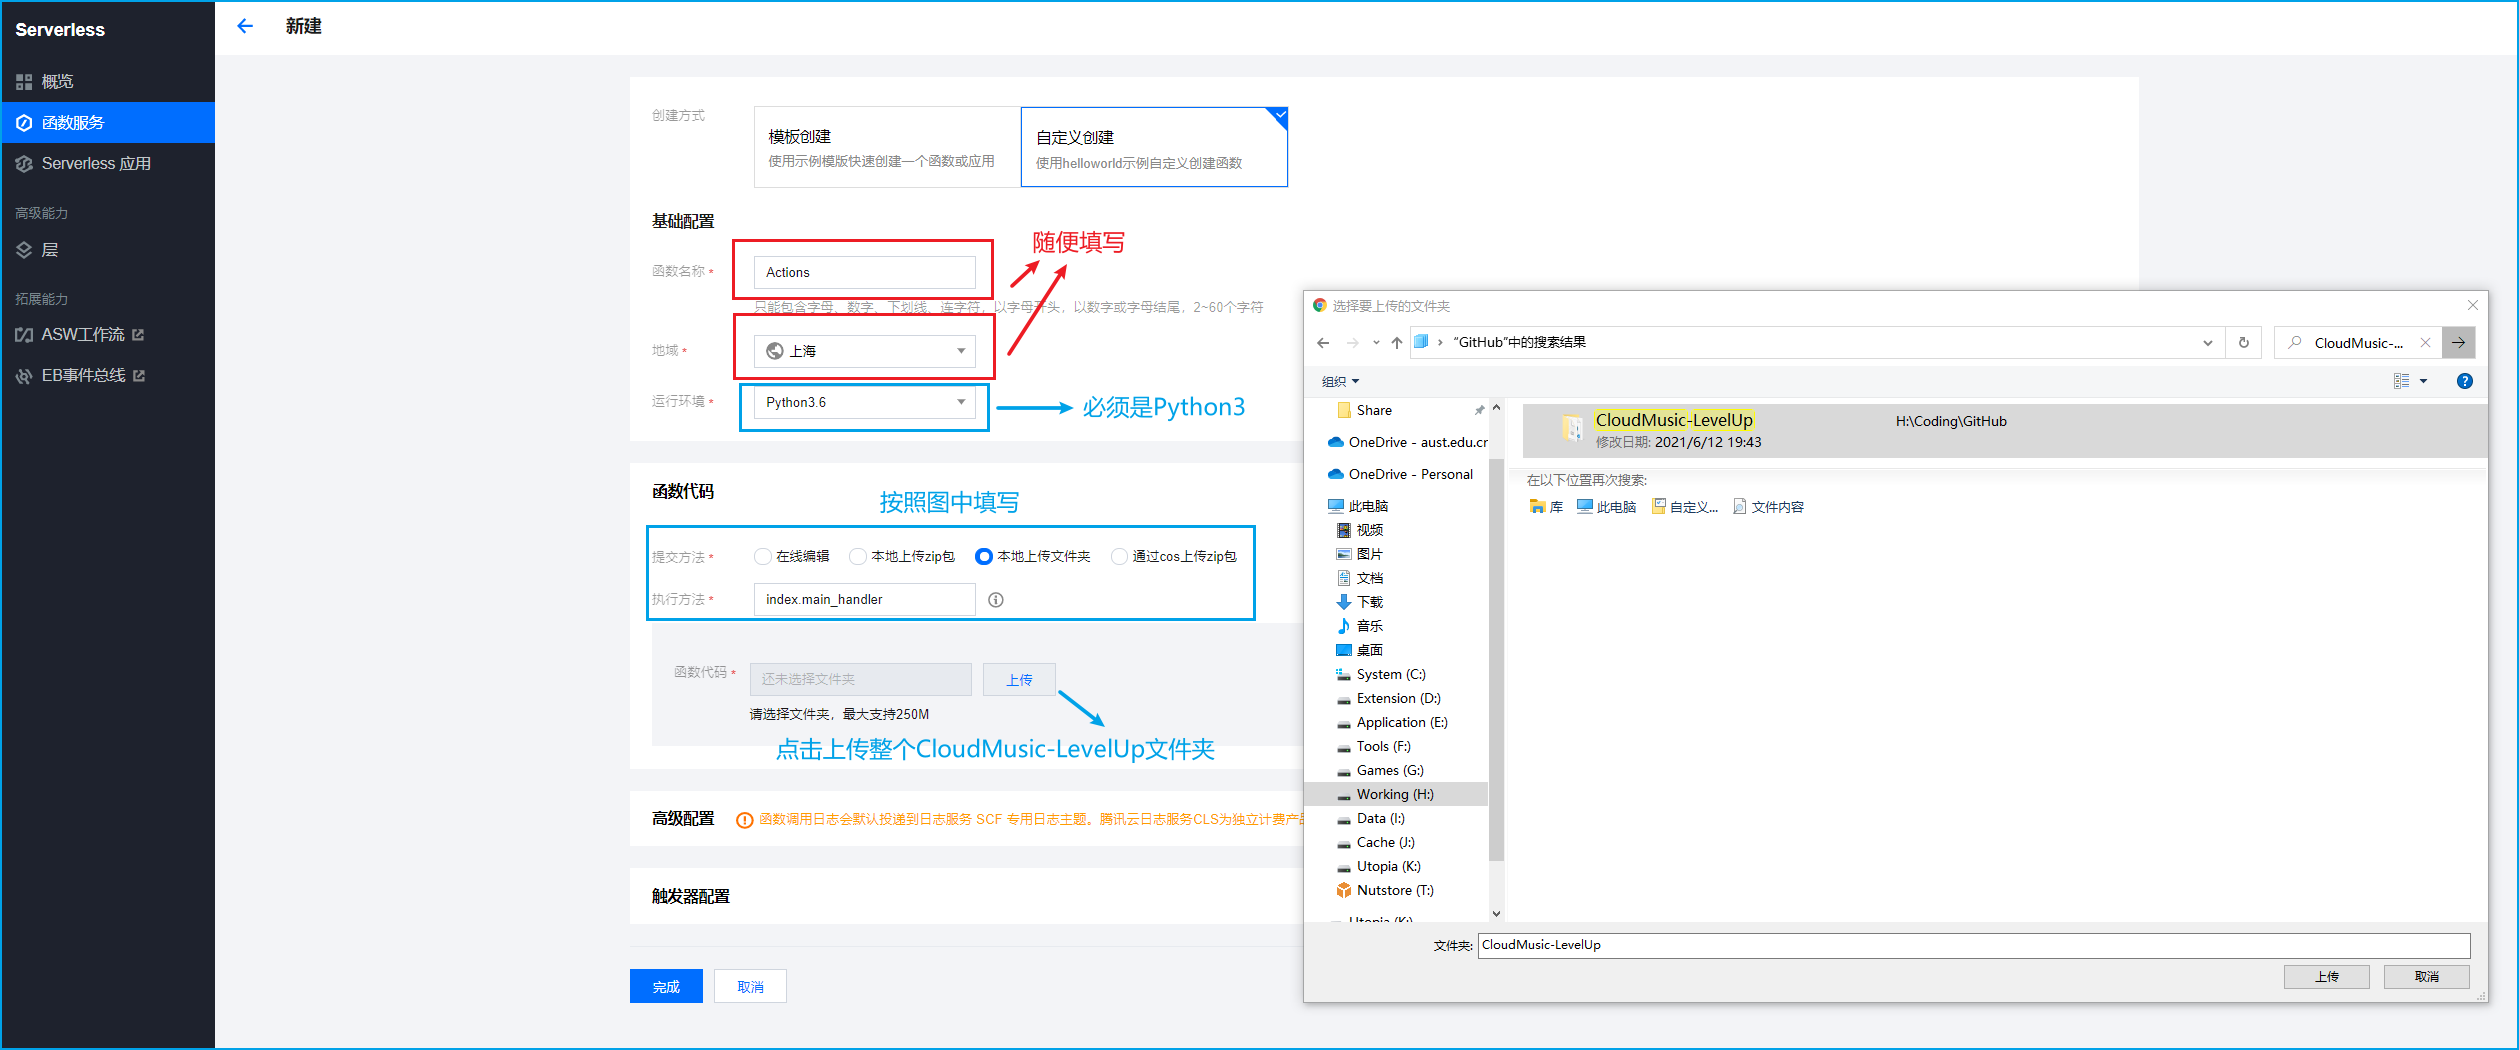 Serverless
概览
函数服务
Serverless 应用
高级能力
层
拓展能力
ASW工作流
EB事件总线
新建
创建方式
模板创建
使用示例模版快速创建一个函数或应用
自定义创建
使用helloworld示例自定义创建函数
基础配置
随便填写
函数名称 *
Actions
只能包含字母、数字、下划线、连字符，以字母开头，以数字或字母结尾，2~60个字符
地域 *
上海
运行环境 *
Python3.6
必须是Python3
函数代码
按照图中填写
提交方法 *
在线编辑
本地上传zip包
本地上传文件夹
通过cos上传zip包
执行方法 *
index.main_handler
函数代码 *
还未选择文件夹
上传
请选择文件夹，最大支持250M
点击上传整个CloudMusic-LevelUp文件夹
高级配置
函数调用日志会默认投递到日志服务 SCF 专用日志主题。腾讯云日志服务CLS为独立计费产品
触发器配置
完成
取消
选择要上传的文件夹
"GitHub"中的搜索结果
CloudMusic-...
组织
Share
OneDrive - aust.edu.cr
OneDrive - Personal
此电脑
视频
图片
文档
下载
音乐
桌面
System (C:)
Extension (D:)
Application (E:)
Tools (F:)
Games (G:)
Working (H:)
Data (I:)
Cache (J:)
Utopia (K:)
Nutstore (T:)
Utopia (K:)
CloudMusic-LevelUp
修改日期: 2021/6/12 19:43
H:\Coding\GitHub
在以下位置再次搜索:
库
此电脑
自定义...
文件内容
文件夹:
CloudMusic-LevelUp
上传
取消